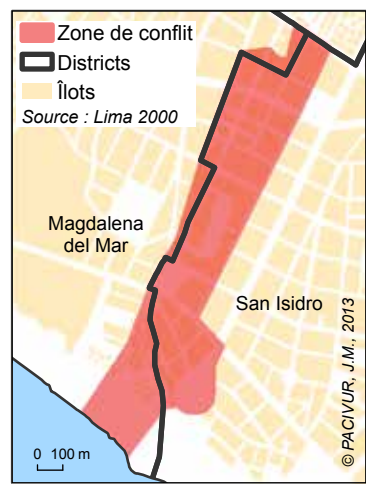 Zone de conflit
Districts
Îlots
Source : Lima 2000
Magdalena
del Mar
San Isidro
0 100 m
© PACIVUR, J.M., 2013